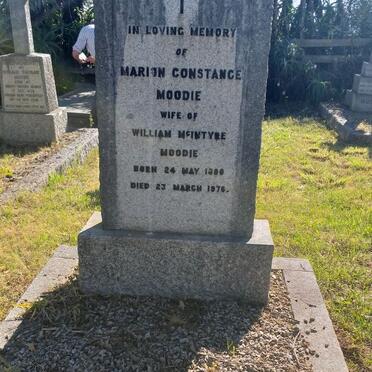 IN LOVING MEMORY
OF
MARION CONSTANCE
MOODIE
WIFE OF
WILLIAM MCINTYRE
MOODIE
BORN 24 MAY 1886
DIED 23 MARCH 1976.